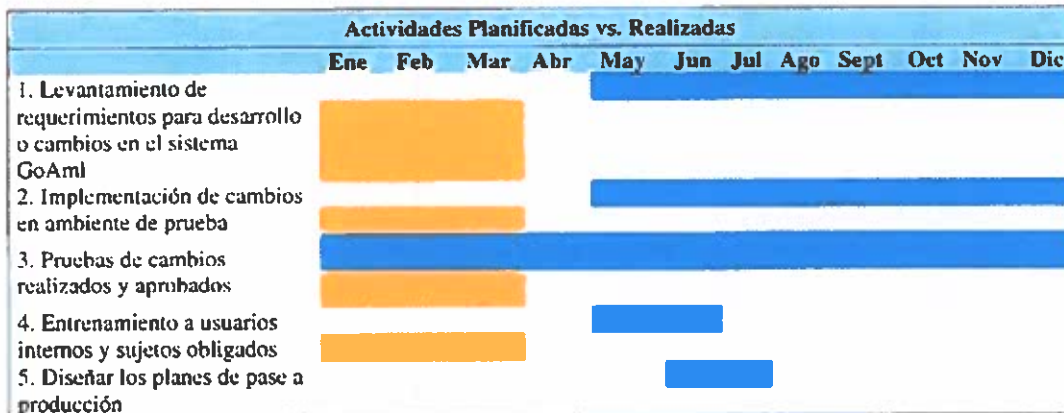 Actividades Planificadas vs. Realizadas
Ene Feb Mar Abr May Jun Jul Ago Sept Oct Nov Dic
1. Levantamiento de
requerimientos para desarrollo
o cambios en el sistema
GoAml
2. Implementación de cambios
en ambiente de prueba
3. Pruebas de cambios
realizados y aprobados
4. Entrenamiento a usuarios
internos y sujetos obligados
5. Diseñar los planes de pase a
producción